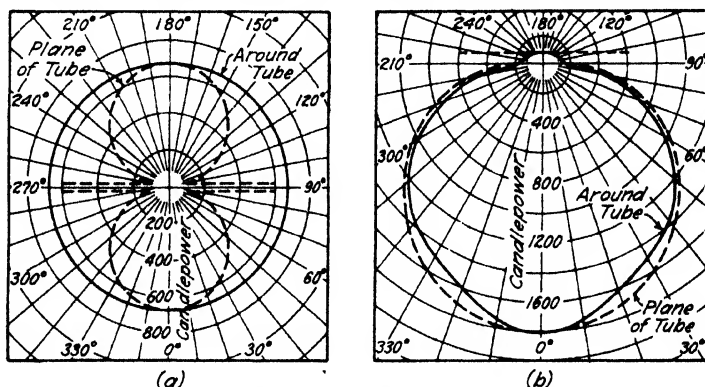 210° 180° 150°
Plane of Tube
Around Tube
240° 120°
270° 90°
200
400
600
800
Candlepower
300° 60°
330° 0° 30°
(a)
240° 180° 120°
210° 90°
400
300° 60°
800
Candlepower
Around Tube
1200
1600
Plane of Tube
330° 0° 30°
(b)